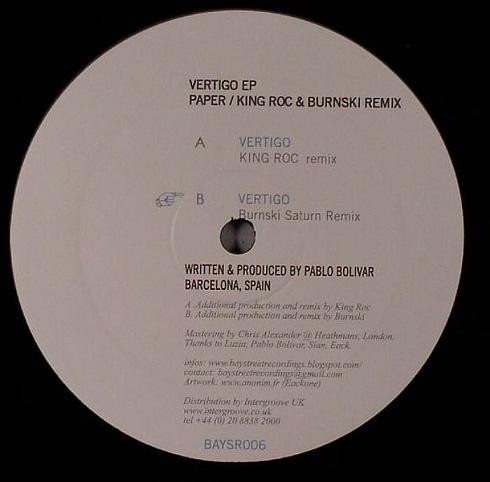 VERTIGO EP
PAPER / KING ROC & BURNSKI REMIX
A VERTIGO
KING ROC remix
B VERTIGO
Burnski Saturn Remix
WRITTEN & PRODUCED BY PABLO BOLIVAR
BARCELONA, SPAIN
A .Additional production and remix by King Roc
B. Additional production and remix by Burnski
Mastering by Chris Alexander @ Heathmans, London.
Thanks to Luzia, Pablo Bolivar, Sian, Eack.
infos: www.baystreetrecordings.blogspot.com/
contact: baystreetrecordings@gmail.com
Artwork: www.anonim.fr (Eackone)
Distribution by Intergroove UK
www.intergroove.co.uk
tel +44 (0) 20 8838 2000
BAYSR006